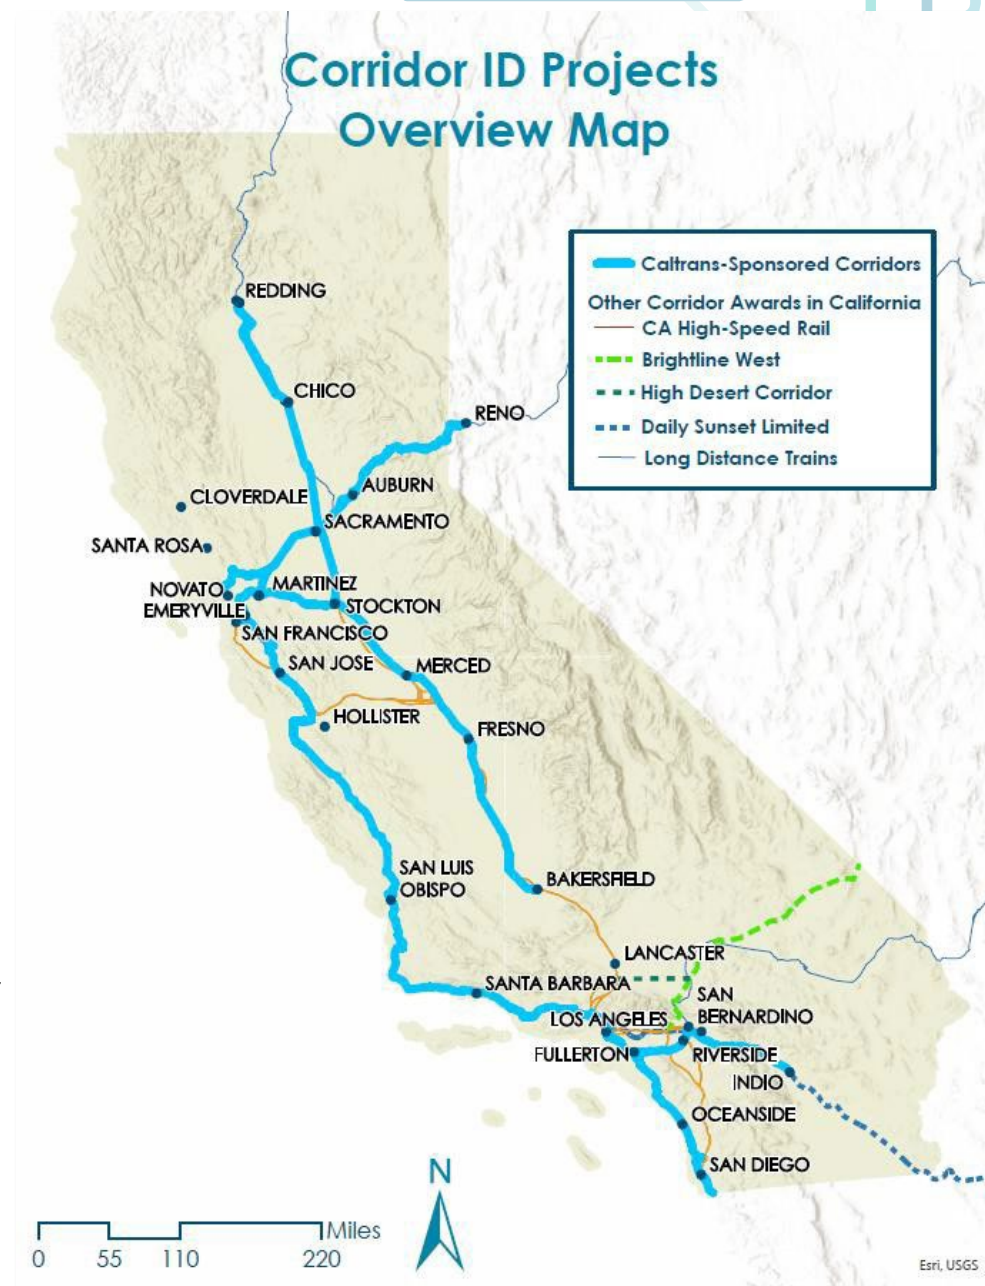 Corridor ID Projects
Overview Map
Caltrans-Sponsored Corridors
Other Corridor Awards in California
CA High-Speed Rail
Brightline West
High Desert Corridor
Daily Sunset Limited
Long Distance Trains
REDDING
CHICO
RENO
AUBURN
CLOVERDALE
SACRAMENTO
SANTA ROSA
NOVATO
MARTINEZ
EMERYVILLE
STOCKTON
SAN FRANCISCO
SAN JOSE
MERCED
HOLLISTER
FRESNO
SAN LUIS
OBISPO
BAKERSFIELD
LANCASTER
SANTA BARBARA
SAN
BERNARDINO
LOS ANGELES
FULLERTON
RIVERSIDE
INDIO
OCEANSIDE
SAN DIEGO
N
Miles
0 55 110 220
Esri, USGS